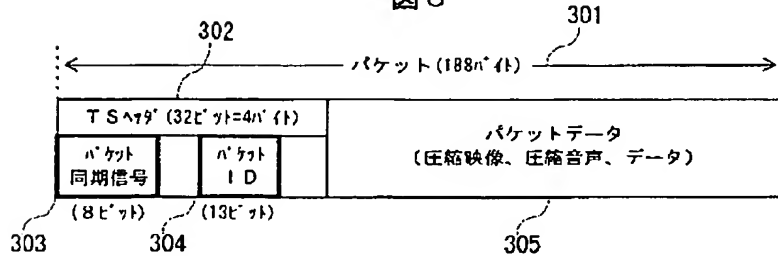 図3
302
301
パケット(188バイト)
TSヘッダ(32ビット=4バイト)
パケット
同期信号
パケット
ID
パケットデータ
(圧縮映像、圧縮音声、データ)
(8ビット)
(13ビット)
303
304
305